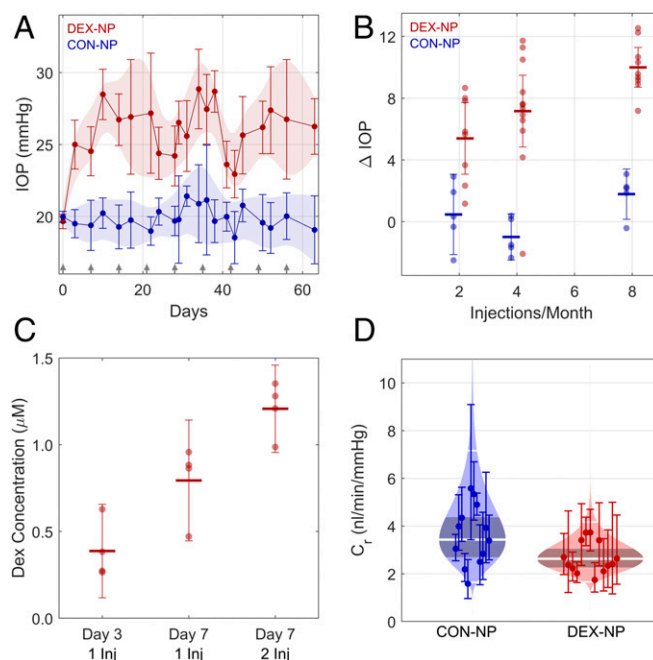 A
DEX-NP
CON-NP
30
25
20
IOP (mmHg)
0
20
40
60
Days
B
DEX-NP
CON-NP
12
8
4
0
Δ IOP
2
4
6
8
Injections/Month
C
1.5
1.0
0.5
0.0
Dex Concentration (μM)
Day 3
1 Inj
Day 7
1 Inj
Day 7
2 Inj
D
10
8
6
4
2
0
Cr (nl/min/mmHg)
CON-NP
DEX-NP